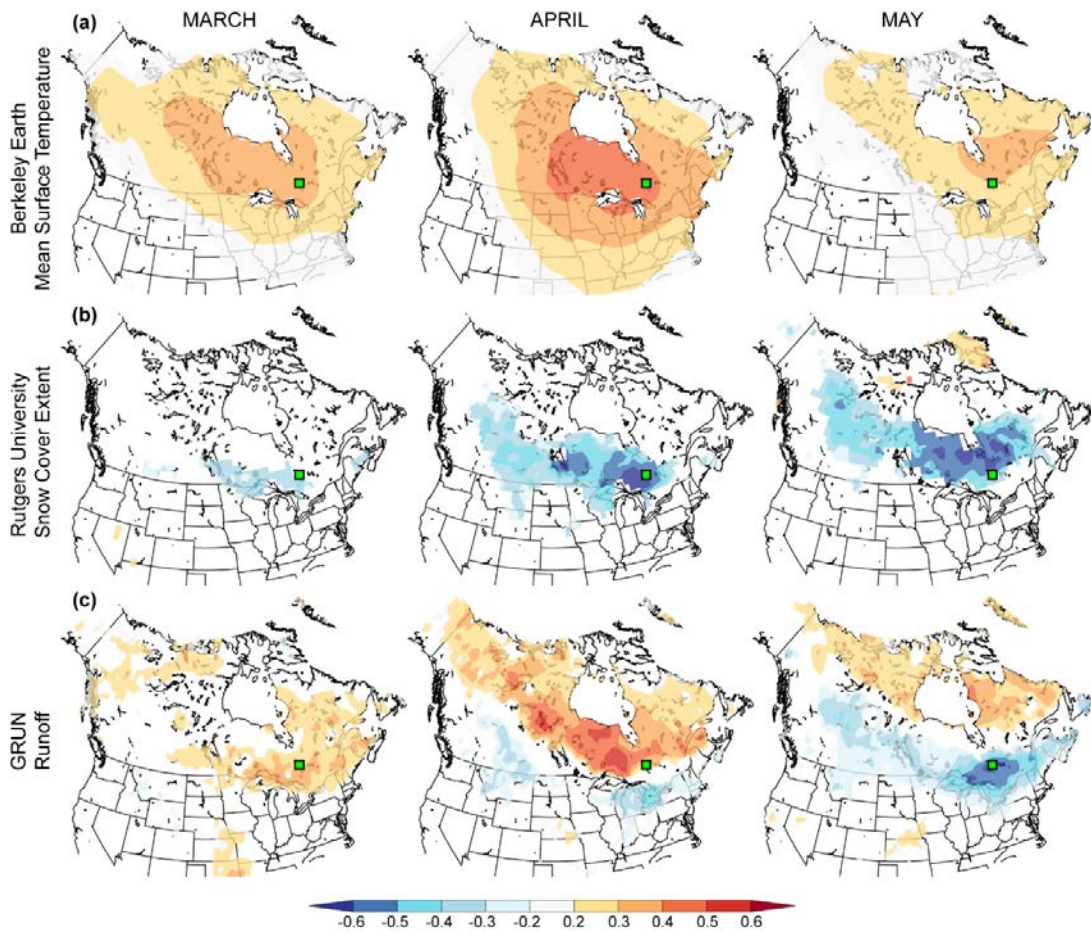 (a) MARCH APRIL MAY
Berkeley Earth
Mean Surface Temperature
(b)
Rutgers University
Snow Cover Extent
(c)
GRUN
Runoff
-0.6 -0.5 -0.4 -0.3 -0.2 0.2 0.3 0.4 0.5 0.6